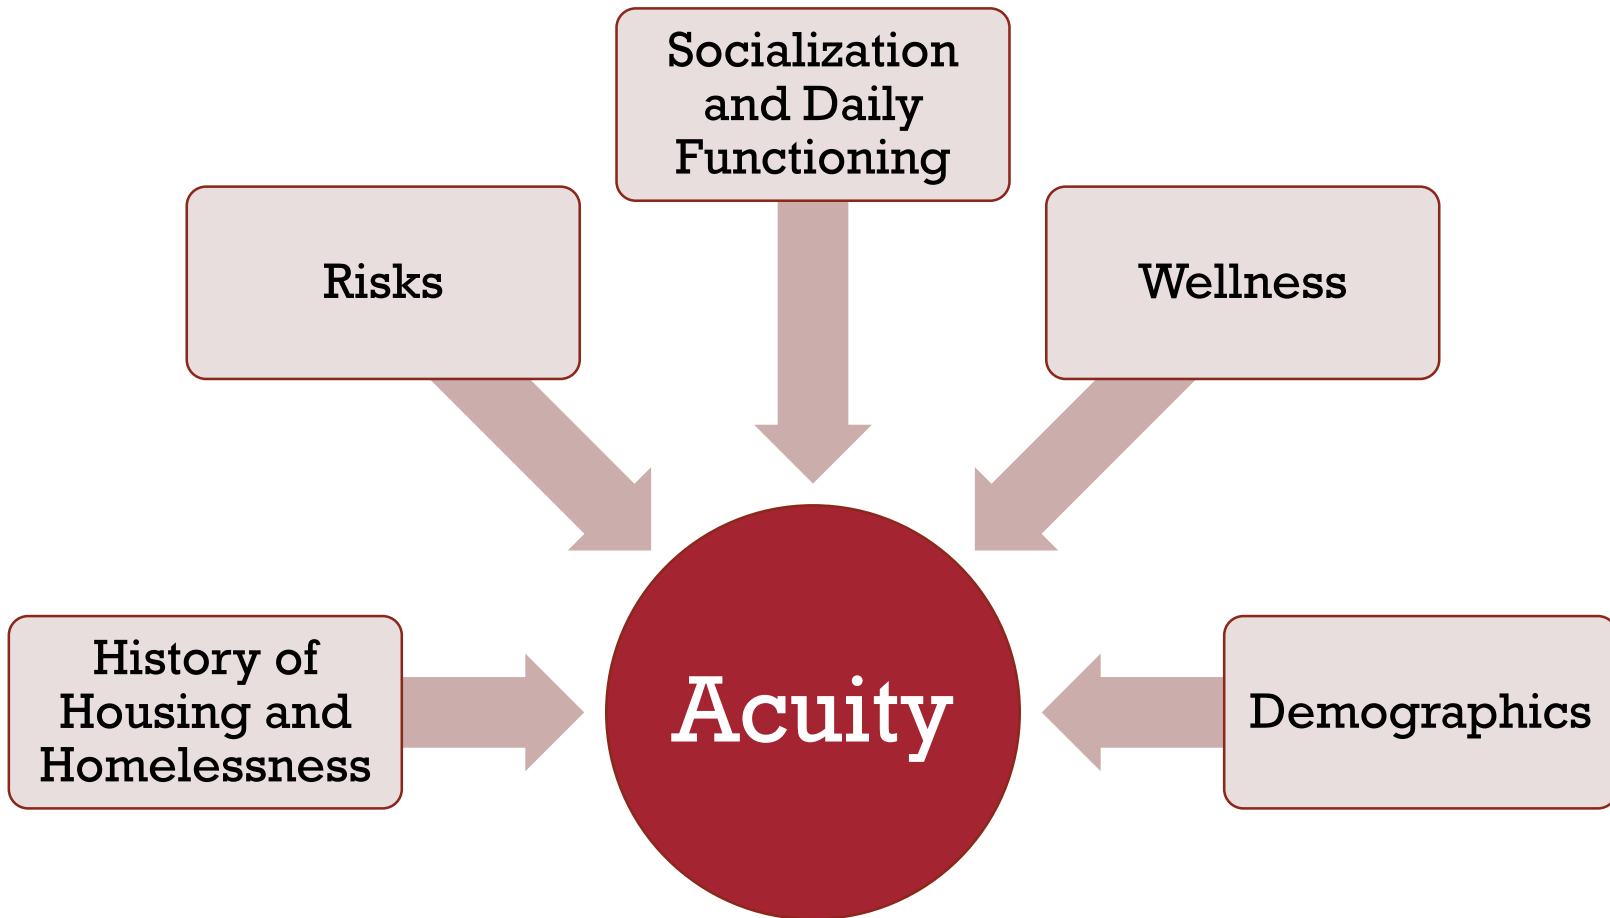 Socialization
and Daily
Functioning
Risks
Wellness
History of
Housing and
Homelessness
Acuity
Demographics